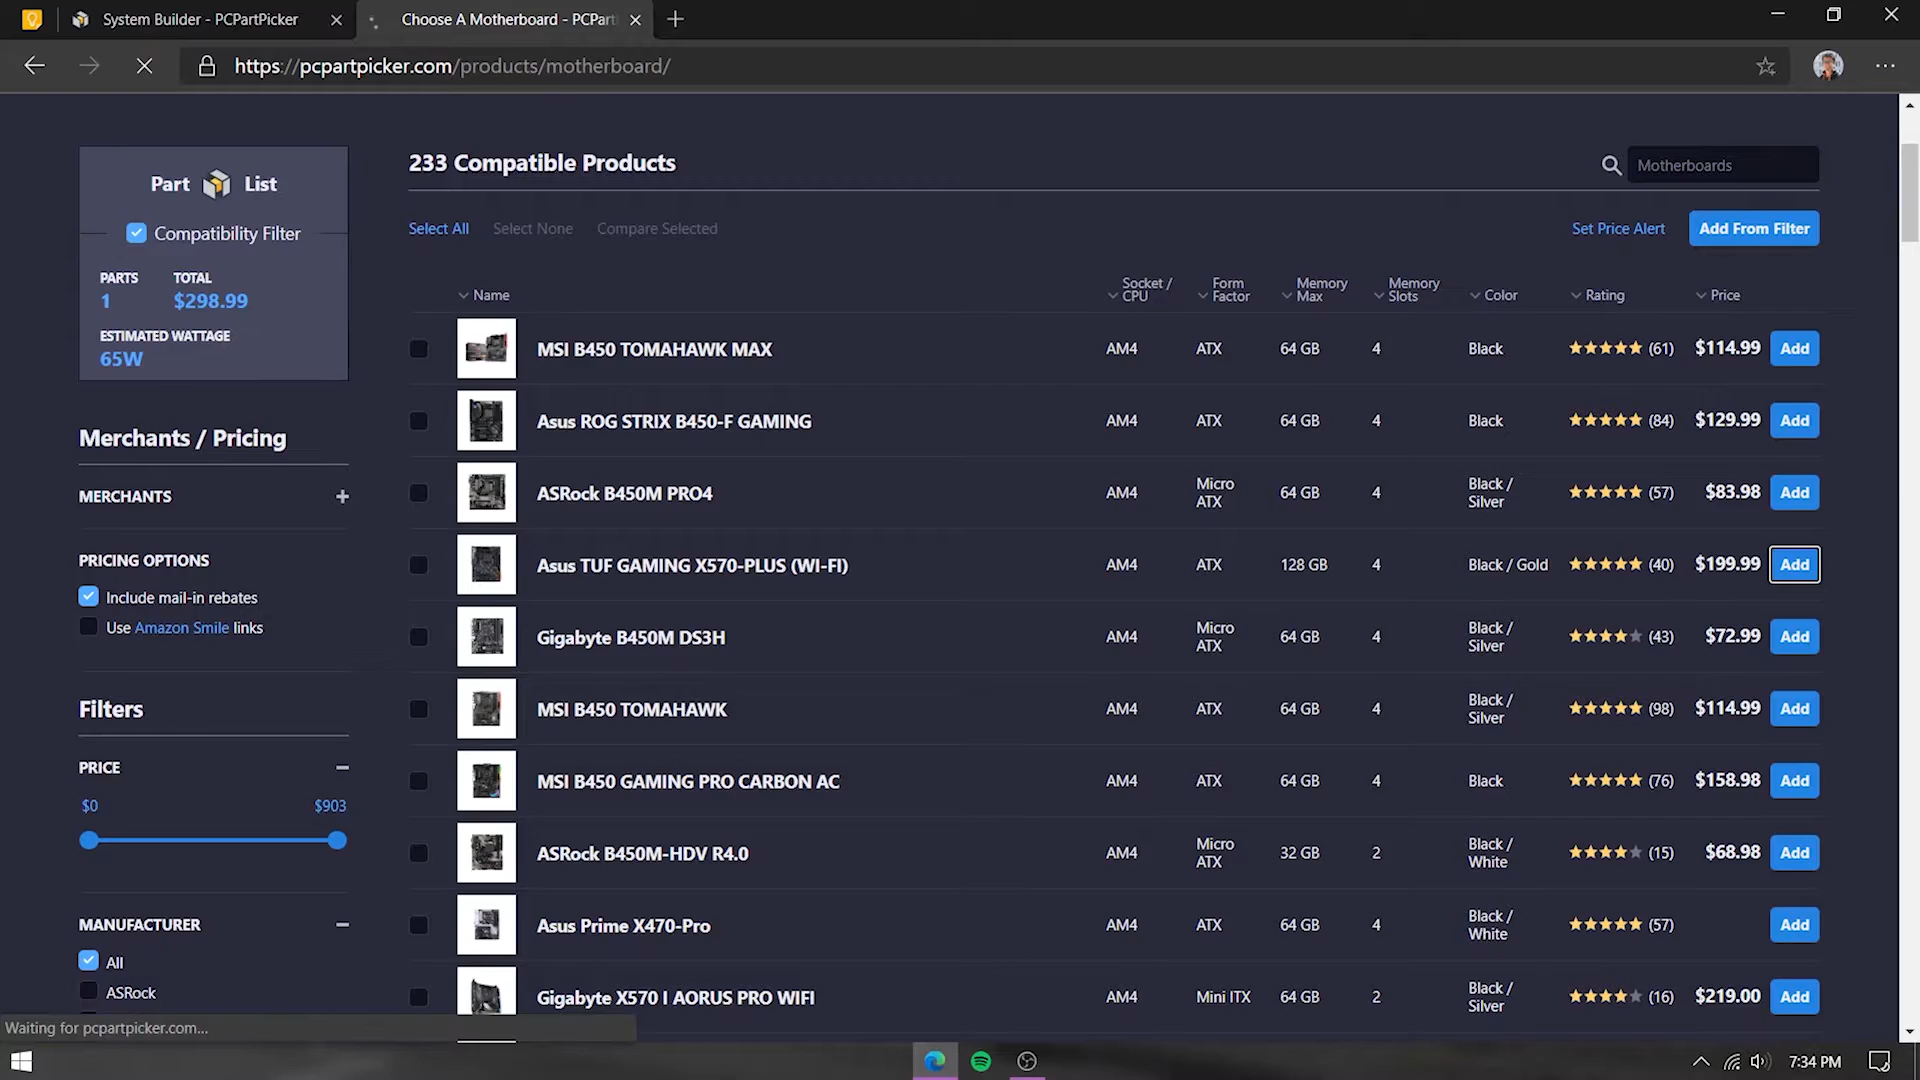 System Builder - PCPartPicker
Choose A Motherboard - PCPart
https://pcpartpicker.com/products/motherboard/
Part List
Compatibility Filter
PARTS TOTAL
1 $298.99
ESTIMATED WATTAGE
65W
Merchants / Pricing
MERCHANTS
PRICING OPTIONS
Include mail-in rebates
Use Amazon Smile links
Filters
PRICE
$0 $903
MANUFACTURER
All
ASRock
233 Compatible Products
Motherboards
Select All Select None Compare Selected Set Price Alert Add From Filter
Name Socket / CPU Form Factor Memory Max Memory Slots Color Rating Price
MSI B450 TOMAHAWK MAX AM4 ATX 64 GB 4 Black (61) $114.99 Add
Asus ROG STRIX B450-F GAMING AM4 ATX 64 GB 4 Black (84) $129.99 Add
ASRock B450M PRO4 AM4 Micro ATX 64 GB 4 Black / Silver (57) $83.98 Add
Asus TUF GAMING X570-PLUS (WI-FI) AM4 ATX 128 GB 4 Black / Gold (40) $199.99 Add
Gigabyte B450M DS3H AM4 Micro ATX 64 GB 4 Black / Silver (43) $72.99 Add
MSI B450 TOMAHAWK AM4 ATX 64 GB 4 Black / Silver (98) $114.99 Add
MSI B450 GAMING PRO CARBON AC AM4 ATX 64 GB 4 Black (76) $158.98 Add
ASRock B450M-HDV R4.0 AM4 Micro ATX 32 GB 2 Black / White (15) $68.98 Add
Asus Prime X470-Pro AM4 ATX 64 GB 4 Black / White (57) Add
Gigabyte X570 I AORUS PRO WIFI AM4 Mini ITX 64 GB 2 Black / Silver (16) $219.00 Add
Waiting for pcpartpicker.com...
7:34 PM